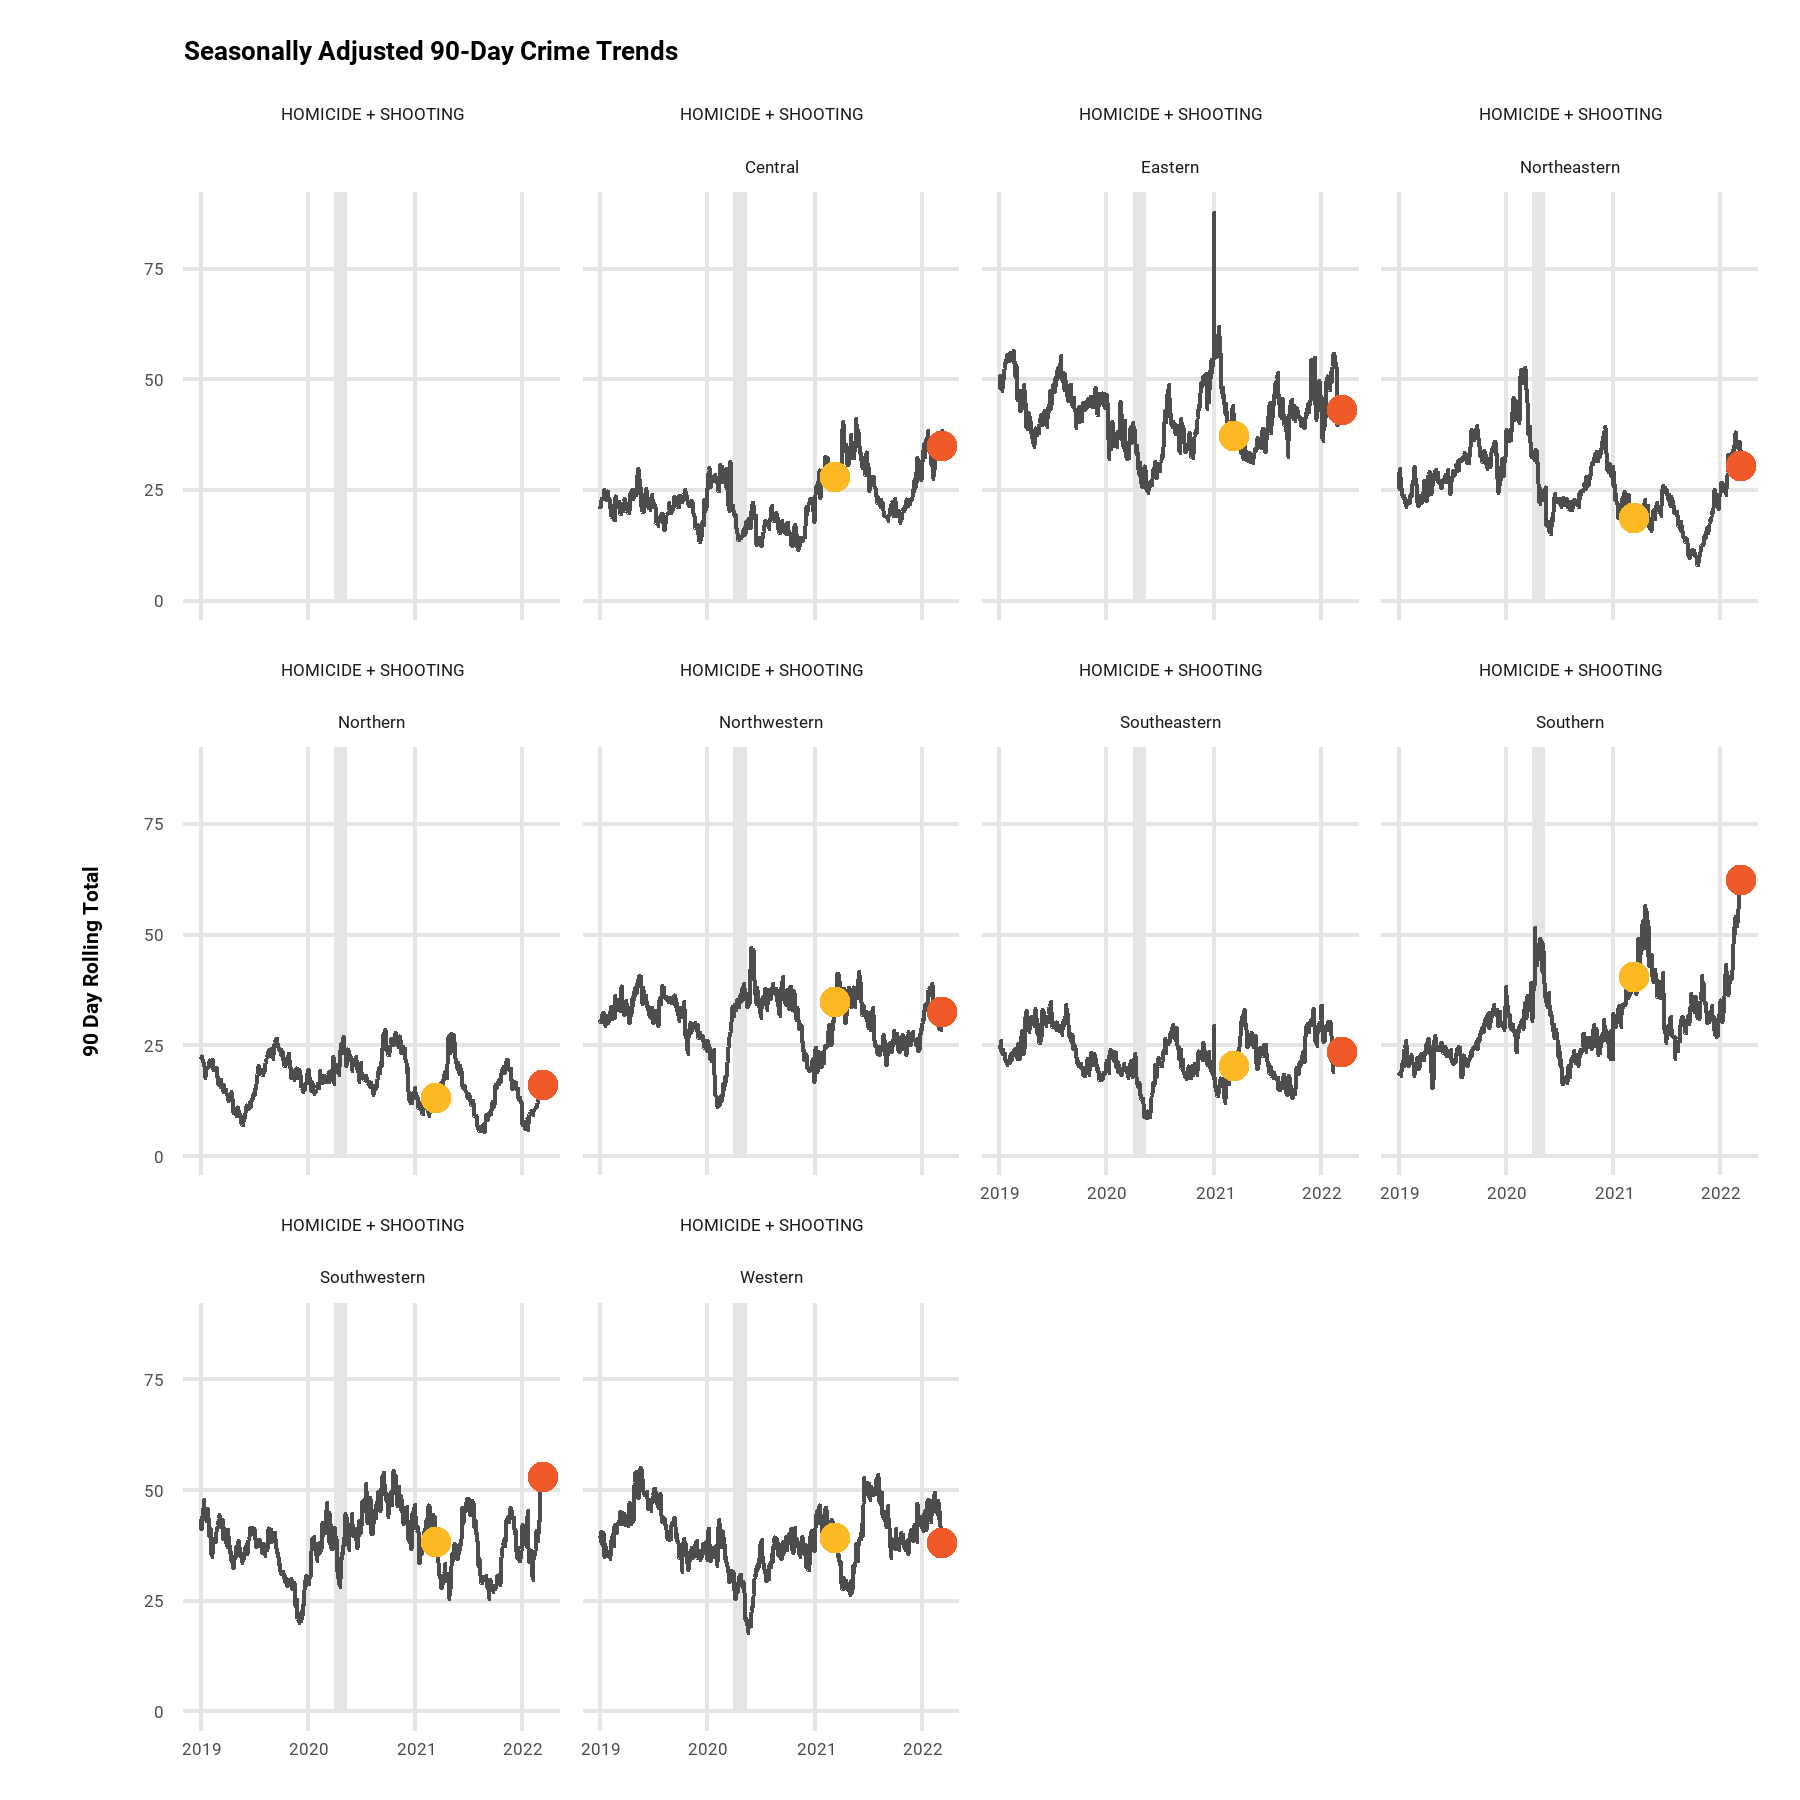 Seasonally Adjusted 90-Day Crime Trends
HOMICIDE + SHOOTING
HOMICIDE + SHOOTING
HOMICIDE + SHOOTING
HOMICIDE + SHOOTING
Central
Eastern
Northeastern
75
50
25
0
HOMICIDE + SHOOTING
HOMICIDE + SHOOTING
HOMICIDE + SHOOTING
HOMICIDE + SHOOTING
Northern
Northwestern
Southeastern
Southern
90 Day Rolling Total
75
50
25
0
2019 2020 2021 2022
2019 2020 2021 2022
HOMICIDE + SHOOTING
HOMICIDE + SHOOTING
Southwestern
Western
75
50
25
0
2019 2020 2021 2022
2019 2020 2021 2022